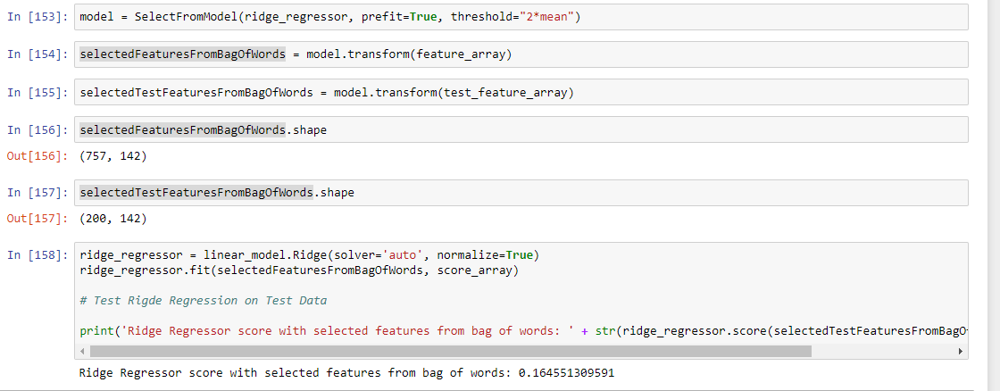 In [153]: model = SelectFromModel(ridge_regressor, prefit=True, threshold="2*mean")
In [154]: selectedFeaturesFromBagOfWords = model.transform(feature_array)
In [155]: selectedTestFeaturesFromBagOfWords = model.transform(test_feature_array)
In [156]: selectedFeaturesFromBagOfWords.shape
Out[156]: (757, 142)
In [157]: selectedTestFeaturesFromBagOfWords.shape
Out[157]: (200, 142)
In [158]: ridge_regressor = linear_model.Ridge(solver='auto', normalize=True)
ridge_regressor.fit(selectedFeaturesFromBagOfWords, score_array)
# Test Rigde Regression on Test Data
print('Ridge Regressor score with selected features from bag of words: ' + str(ridge_regressor.score(selectedTestFeaturesFromBagO
Ridge Regressor score with selected features from bag of words: 0.164551309591